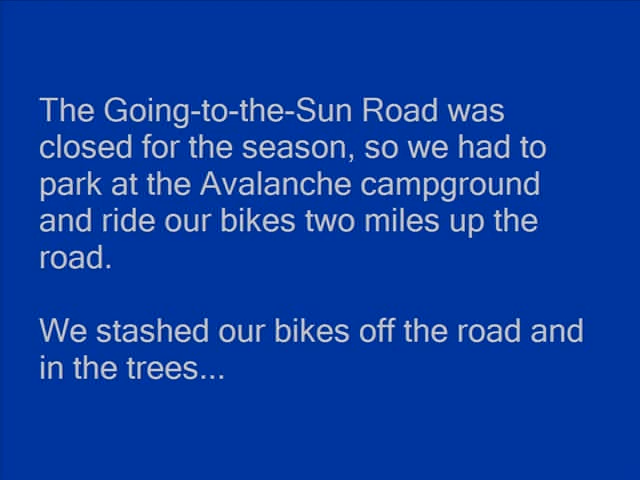 The Going-to-the-Sun Road was
closed for the season, so we had to
park at the Avalanche campground
and ride our bikes two miles up the
road.
We stashed our bikes off the road and
in the trees...